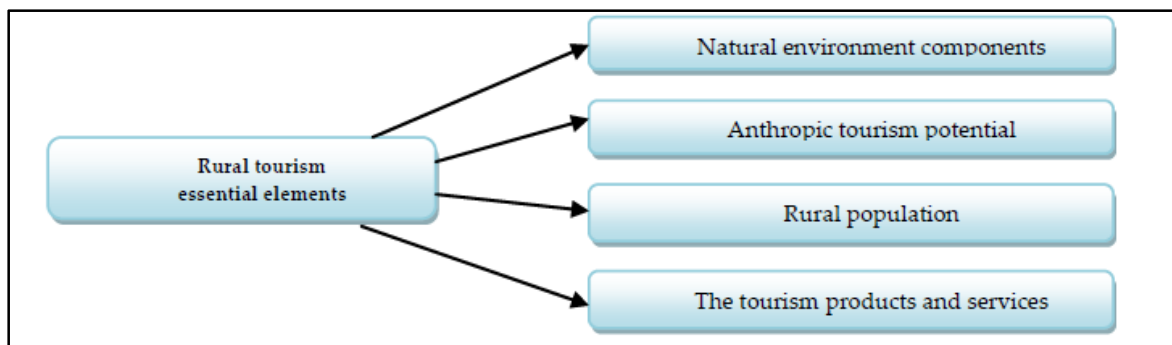 Natural environment components
Anthropic tourism potential
Rural tourism
essential elements
Rural population
The tourism products and services